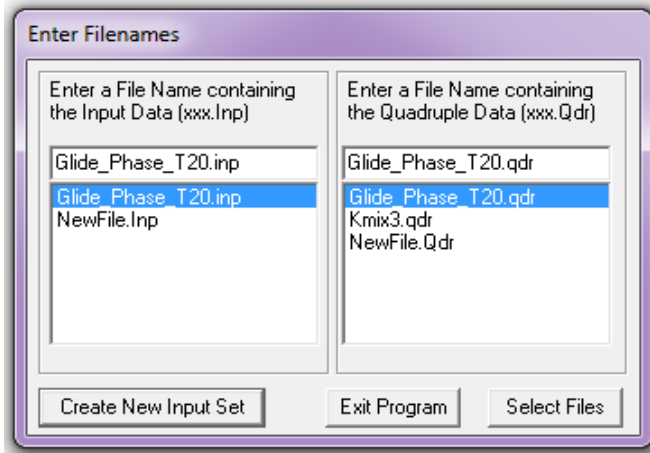 Enter Filenames
Enter a File Name containing
the Input Data (xxx.Inp)
Glide_Phase_T20.inp
Glide_Phase_T20.inp
NewFile.Inp
Enter a File Name containing
the Quadruple Data (xxx.Qdr)
Glide_Phase_T20.qdr
Glide_Phase_T20.qdr
Kmix3.qdr
NewFile.Qdr
Create New Input Set
Exit Program
Select Files